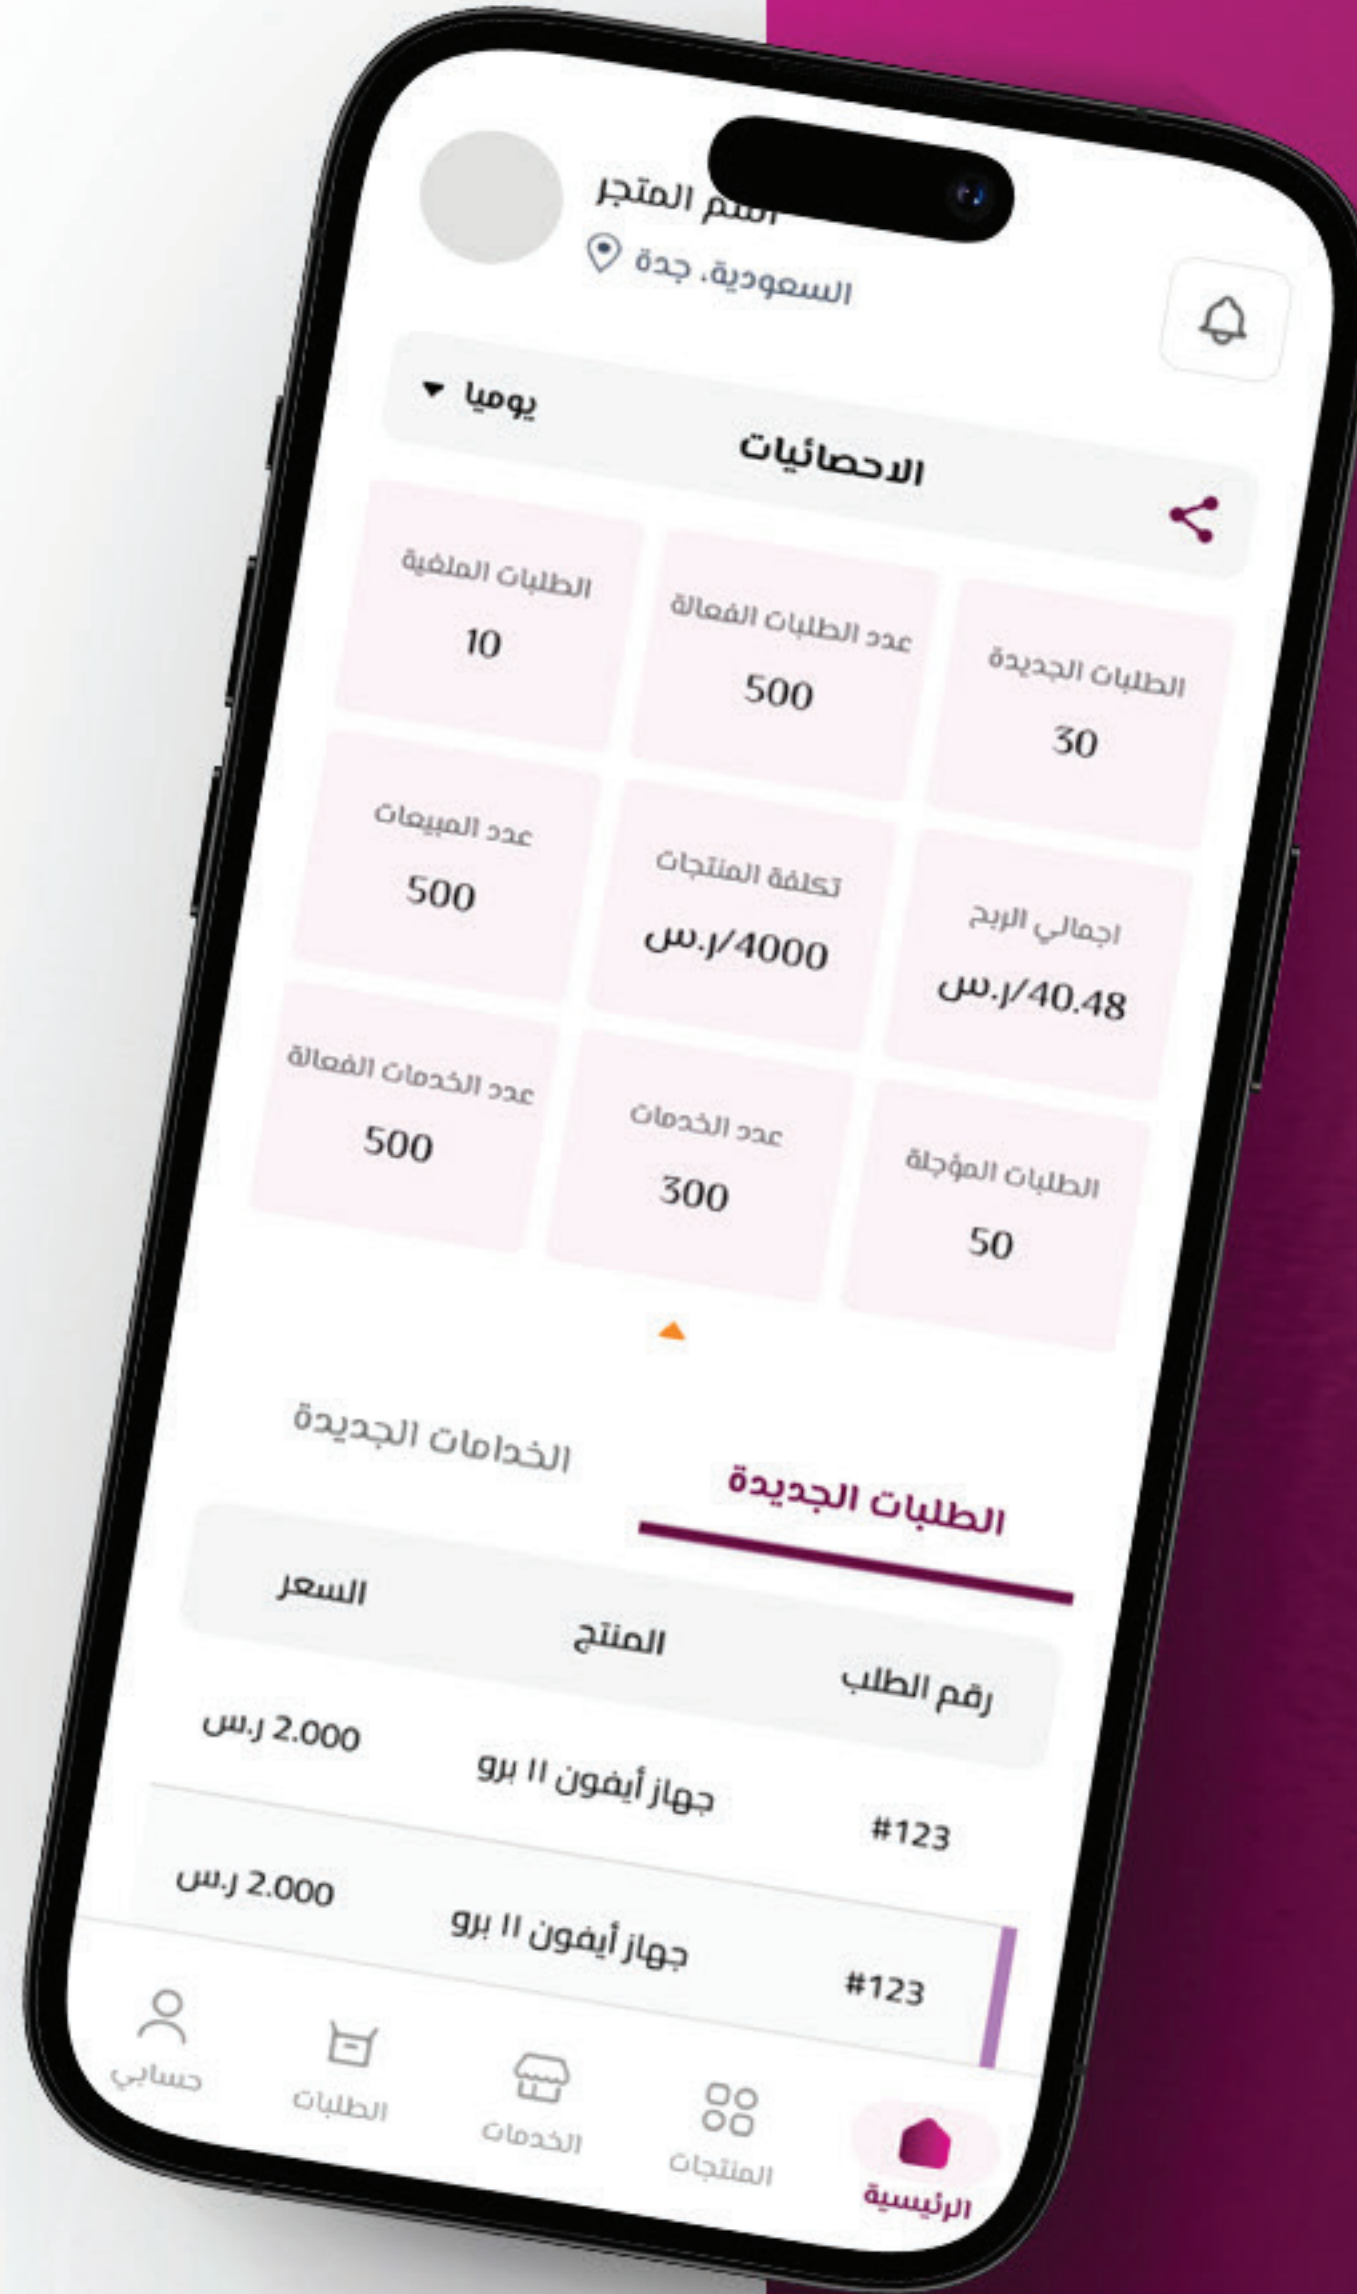 اسم المتجر
السعودية، جدة
الاحصائيات
يوميا
الطلبات الجديدة
30
عدد الطلبات الفعالة
500
الطلبات الملغية
10
اجمالي الربح
40.48/ر.س
تكلفة المنتجات
4000/ر.س
عدد المبيعات
500
الطلبات المؤجلة
50
عدد الخدمات
300
عدد الخدمات الفعالة
500
الطلبات الجديدة
الخدامات الجديدة
رقم الطلب المنتج السعر
#123 جهاز أيفون 11 برو 2.000 ر.س
#123 جهاز أيفون 11 برو 2.000 ر.س
الرئيسية المنتجات الخدمات الطلبات حسابي